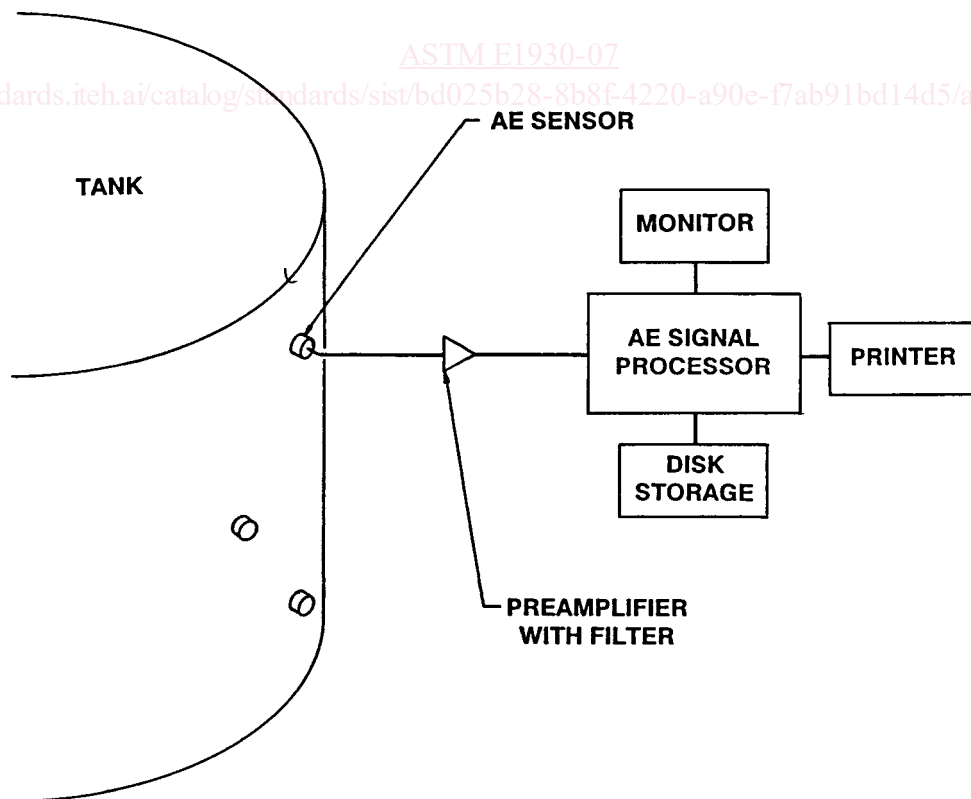 ASTM E1930-07
dards.iteh.ai/catalog/standards/sist/bd025b28-8b8f-4220-a90e-f7ab91bd14d5/a
AE SENSOR
TANK
MONITOR
AE SIGNAL
PROCESSOR
PRINTER
DISK
STORAGE
PREAMPLIFIER
WITH FILTER